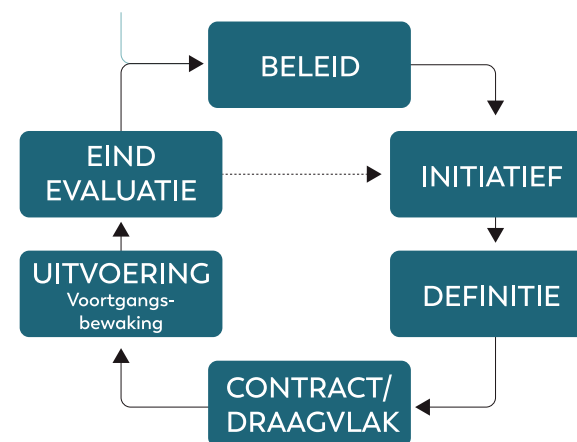 BELEID
EIND
EVALUATIE
INITIATIEF
UITVOERING
Voortgangs-
bewaking
DEFINITIE
CONTRACT/
DRAAGVLAK